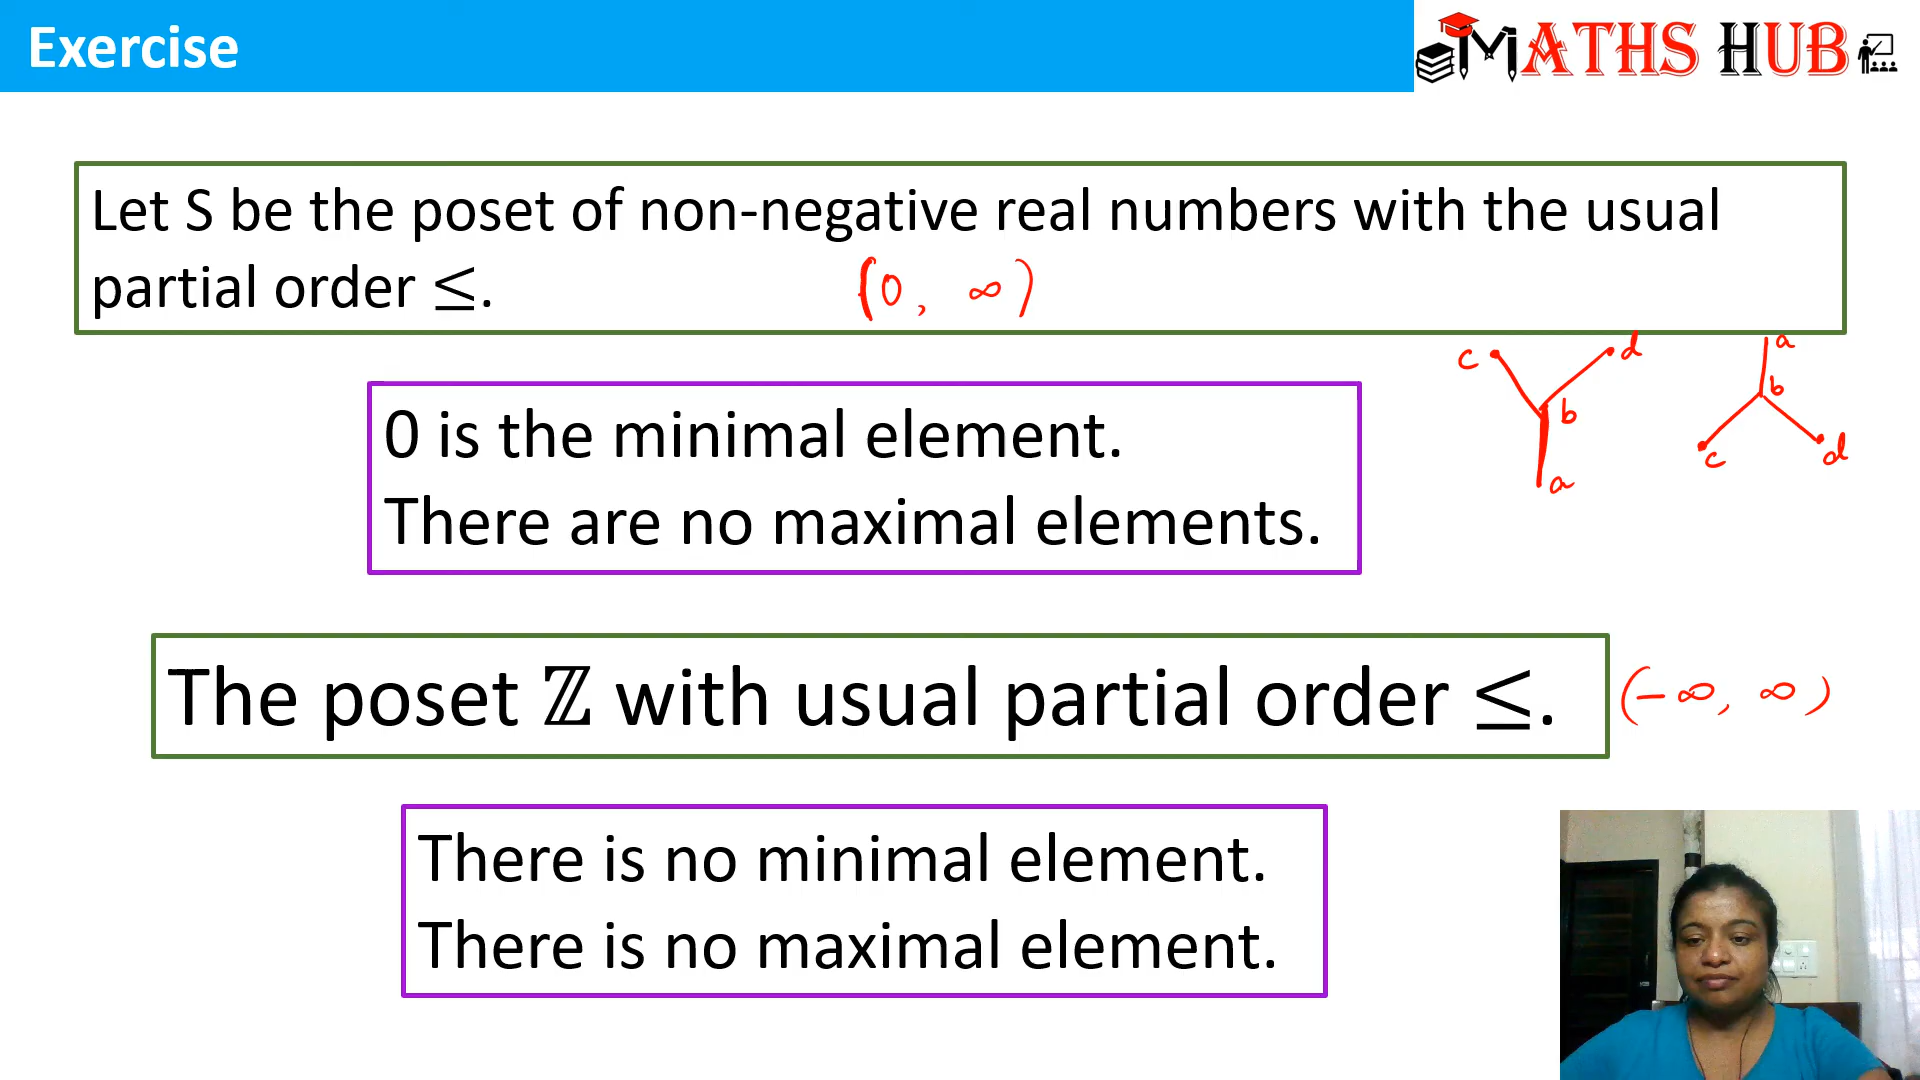 Exercise
MATHS HUB
Let S be the poset of non-negative real numbers with the usual
partial order ≤.
(0, ∞)
0 is the minimal element.
There are no maximal elements.
c d
b
a
a
b
c d
The poset ℤ with usual partial order ≤.
(-∞, ∞)
There is no minimal element.
There is no maximal element.